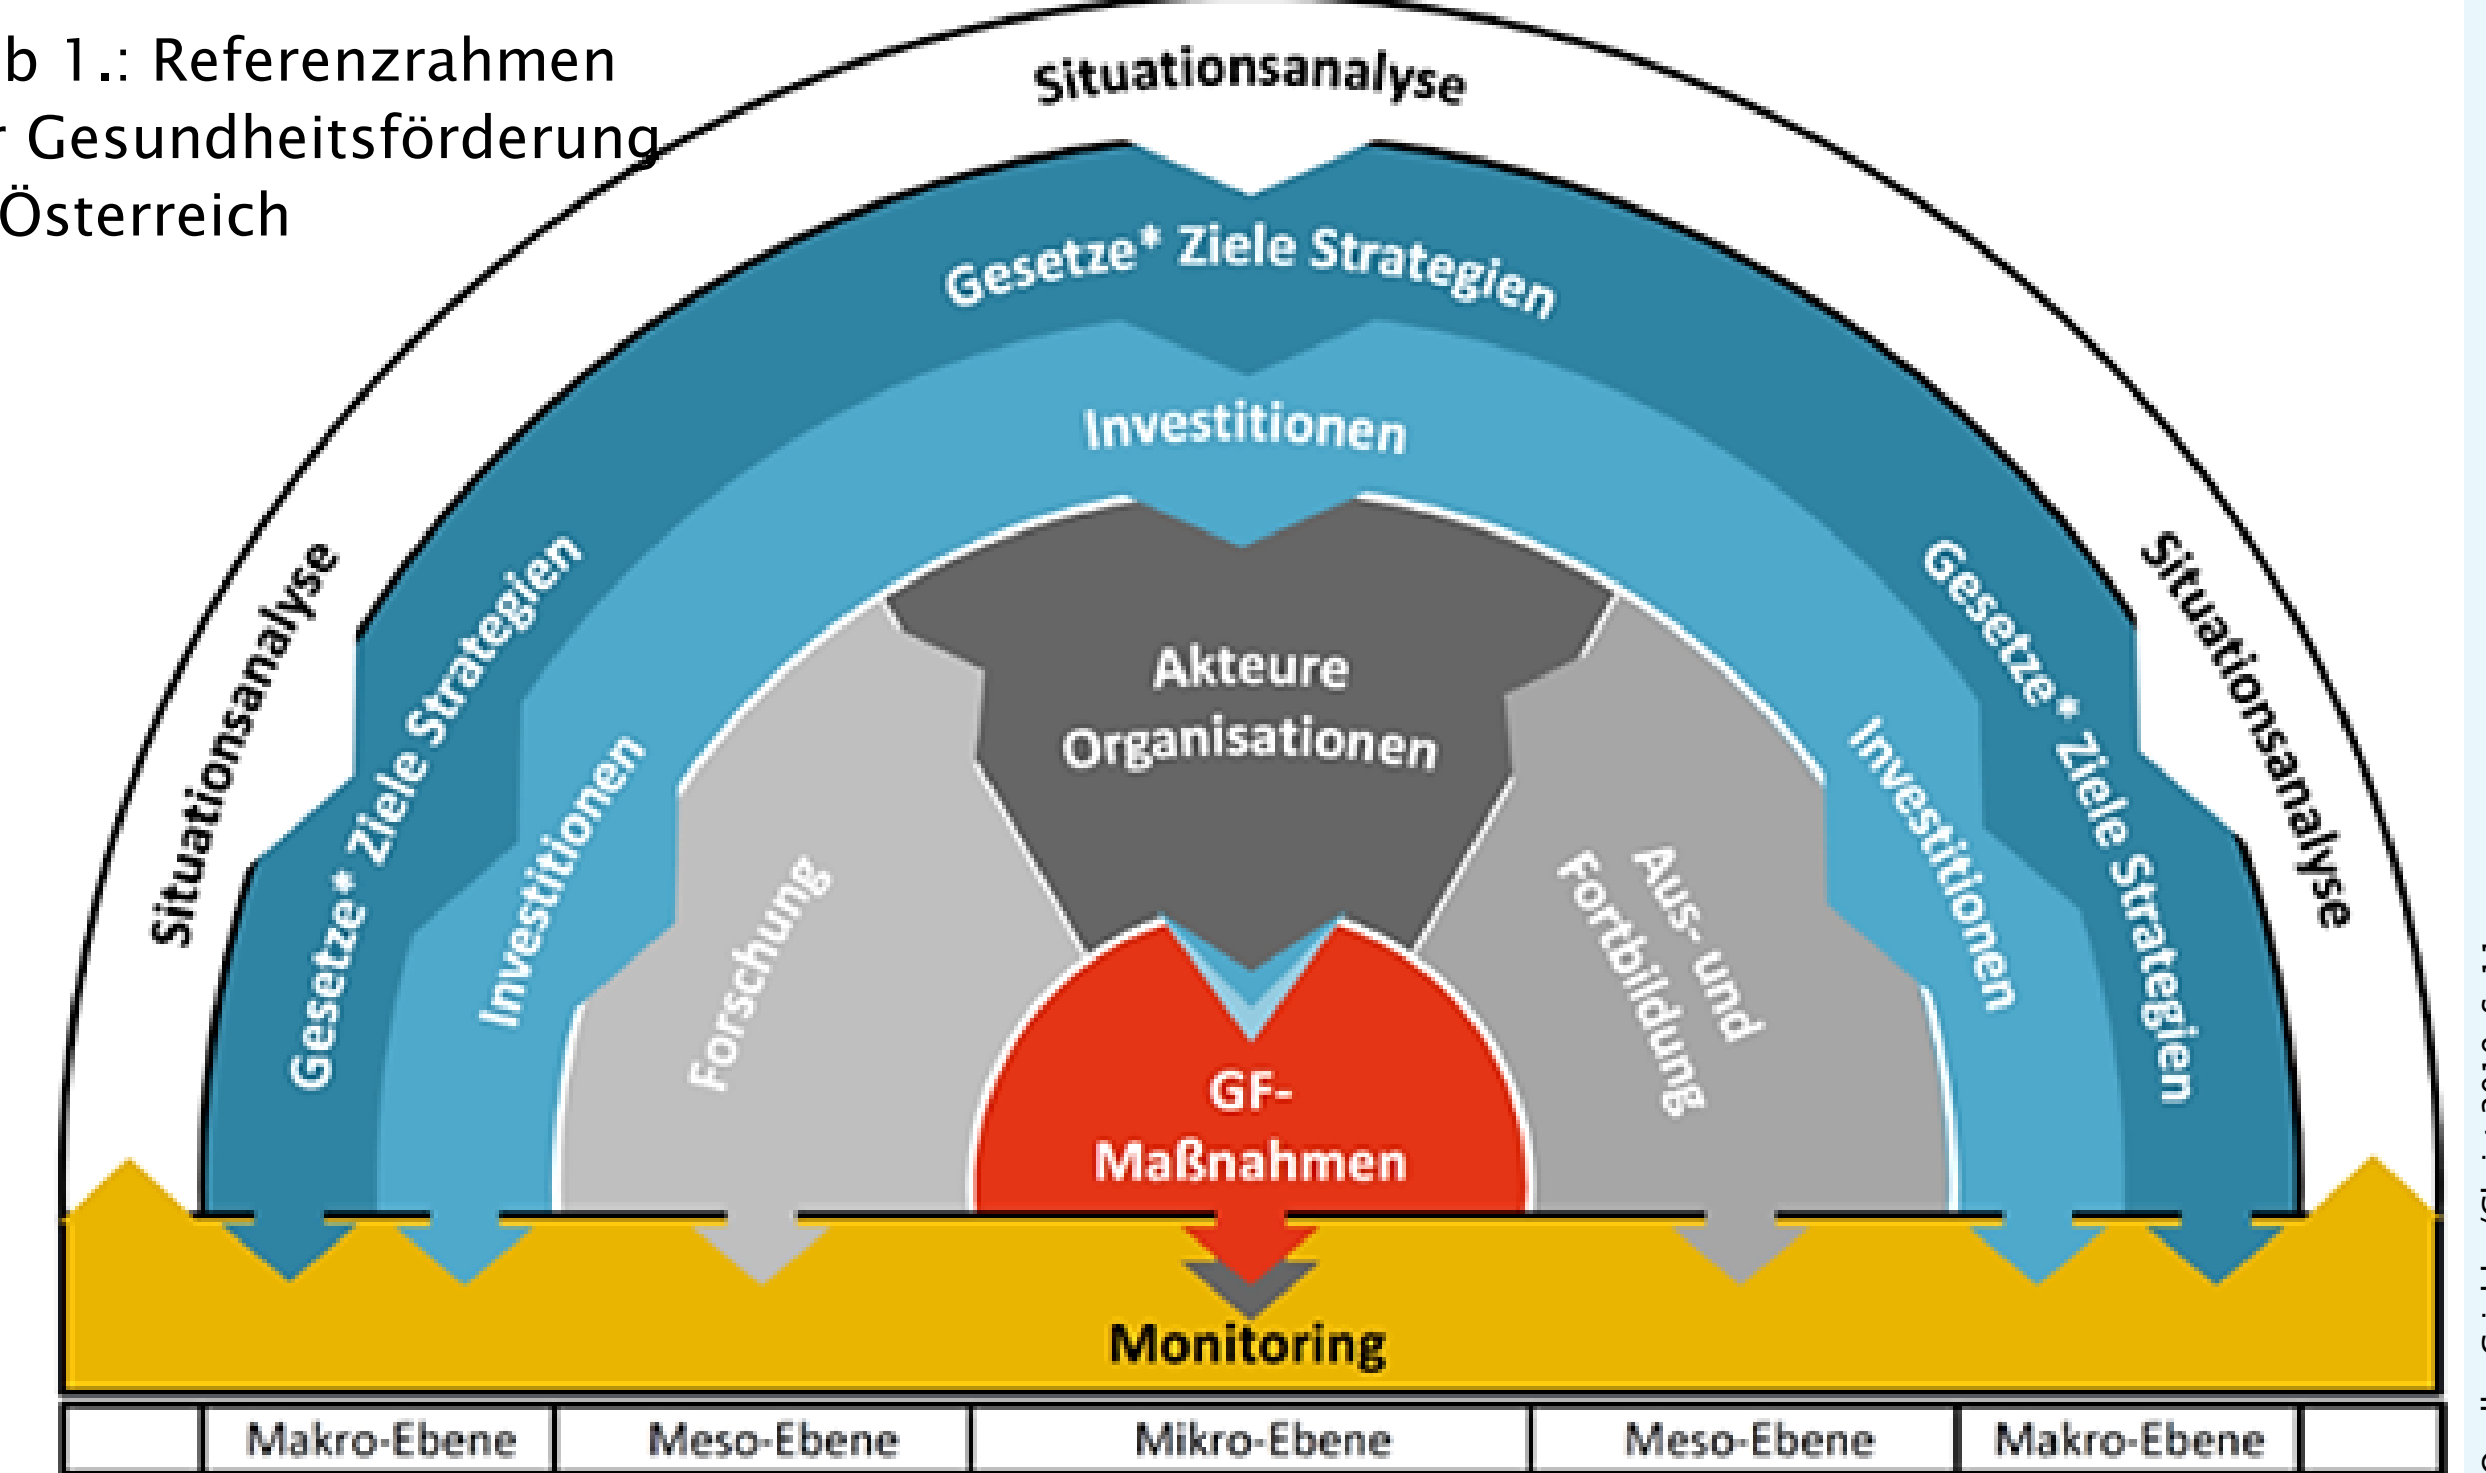 b 1.: Referenzrahmen
r Gesundheitsförderung
Österreich
Situationsanalyse
Gesetze* Ziele Strategien
Investitionen
Situationsanalyse
Gesetze* Ziele Strategien
Investitionen
Forschung
Akteure
Organisationen
Aus- und
Fortbildung
Investitionen
Gesetze* Ziele Strategien
Situationsanalyse
GF-
Maßnahmen
Monitoring
Makro-Ebene
Meso-Ebene
Mikro-Ebene
Meso-Ebene
Makro-Ebene